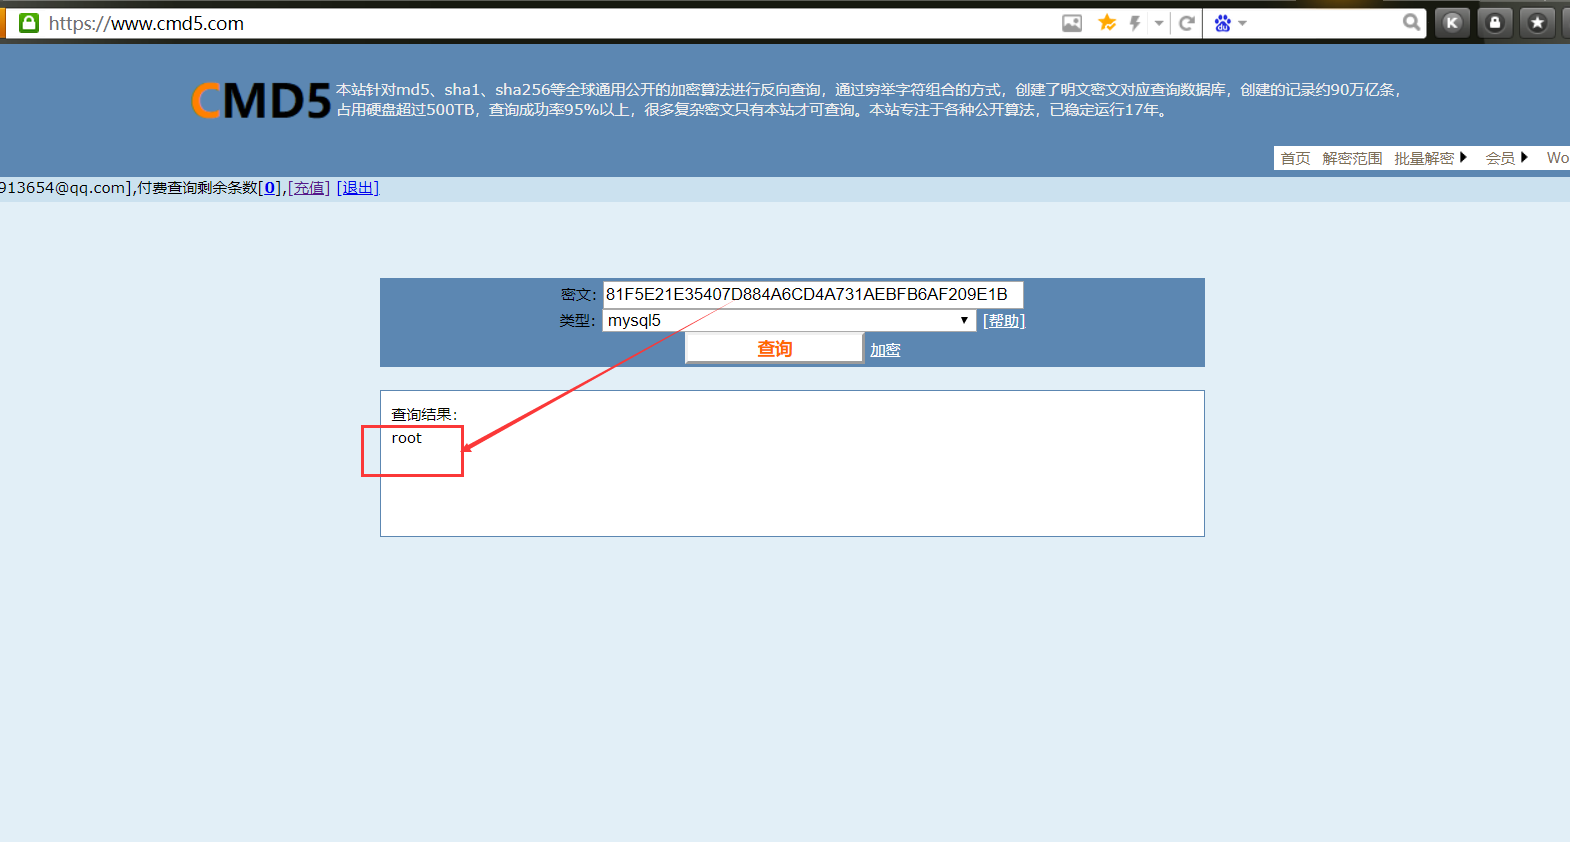 https://www.cmd5.com
CMD5
本站针对md5、sha1、sha256等全球通用公开的加密算法进行反向查询，通过穷举字符组合的方式，创建了明文密文对应查询数据库，创建的记录约90万亿条，
占用硬盘超过500TB，查询成功率95%以上，很多复杂密文只有本站才可查询。本站专注于各种公开算法，已稳定运行17年。
首页 解密范围 批量解密 会员 Wo
913654@qq.com],付费查询剩余条数[0],[充值] [退出]
密文: 81F5E21E35407D884A6CD4A731AEBFB6AF209E1B
类型: mysql5 [帮助]
查询 加密
查询结果:
root